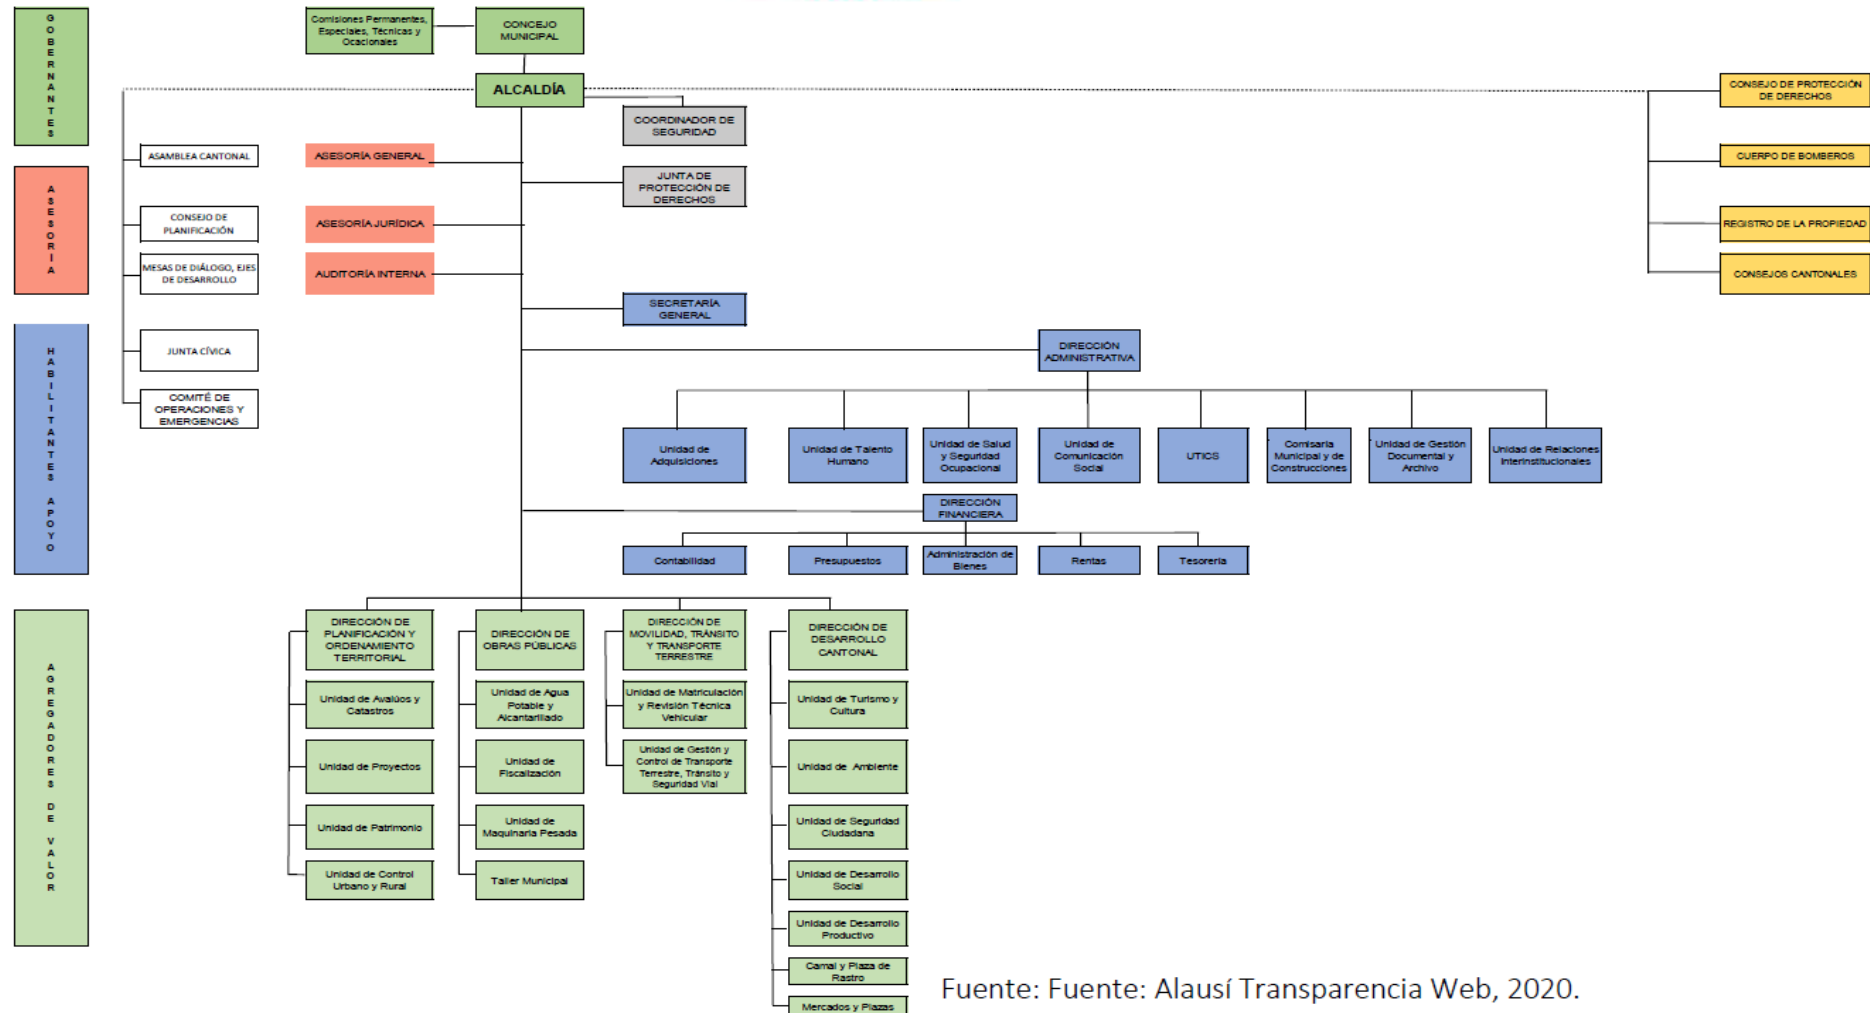 GOBERNANTES
Comisiones Permanentes,
Especiales, Técnicas y
Ocacionales
CONCEJO
MUNICIPAL
ALCALDÍA
COORDINADOR DE
SEGURIDAD
CONSEJO DE PROTECCIÓN
DE DERECHOS
ASAMBLEA CANTONAL
ASESORÍA GENERAL
CUERPO DE BOMBEROS
ASESORIA
JUNTA DE
PROTECCIÓN DE
DERECHOS
CONSEJO DE
PLANIFICACIÓN
ASESORÍA JURÍDICA
REGISTRO DE LA PROPIEDAD
MESAS DE DIÁLOGO, EJES
DE DESARROLLO
AUDITORÍA INTERNA
CONSEJOS CANTONALES
SECRETARÍA
GENERAL
HABILITANTES APOYO
JUNTA CÍVICA
DIRECCIÓN
ADMINISTRATIVA
COMITÉ DE
OPERACIONES Y
EMERGENCIAS
Unidad de
Adquisiciones
Unidad de Talento
Humano
Unidad de Salud
y Seguridad
Ocupacional
Unidad de
Comunicación
Social
UTICS
Comisaria
Municipal y de
Construcciones
Unidad de Gestión
Documental y
Archivo
Unidad de Relaciones
Interinstitucionales
DIRECCIÓN
FINANCIERA
Contabilidad
Presupuestos
Administración de
Bienes
Rentas
Tesorería
AGREGADORES DE VALOR
DIRECCIÓN DE
PLANIFICACIÓN Y
ORDENAMIENTO
TERRITORIAL
DIRECCIÓN DE
OBRAS PÚBLICAS
DIRECCIÓN DE
MOVILIDAD, TRÁNSITO
Y TRANSPORTE
TERRESTRE
DIRECCIÓN DE
DESARROLLO
CANTONAL
Unidad de Avalúos y
Catastros
Unidad de Agua
Potable y
Alcantarillado
Unidad de Matriculación
y Revisión Técnica
Vehicular
Unidad de Turismo y
Cultura
Unidad de Proyectos
Unidad de
Fiscalización
Unidad de Gestión y
Control de Transporte
Terrestre, Tránsito y
Seguridad Vial
Unidad de Ambiente
Unidad de Patrimonio
Unidad de
Maquinaria Pesada
Unidad de Seguridad
Ciudadana
Unidad de Control
Urbano y Rural
Taller Municipal
Unidad de Desarrollo
Social
Unidad de Desarrollo
Productivo
Camal y Plaza de
Rastro
Mercados y Plazas
Fuente: Fuente: Alausí Transparencia Web, 2020.